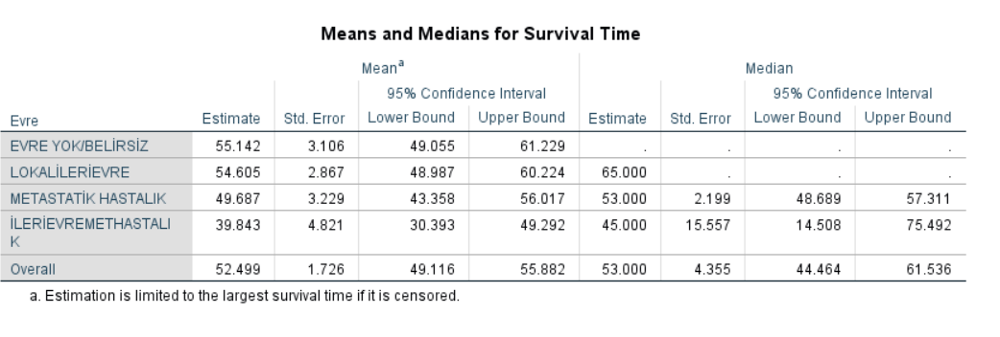 Means and Medians for Survival Time
Meanᵃ Median
95% Confidence Interval 95% Confidence Interval
Evre Estimate Std. Error Lower Bound Upper Bound Estimate Std. Error Lower Bound Upper Bound
EVRE YOK/BELİRSİZ 55.142 3.106 49.055 61.229 . . . .
LOKALİLERİEVRE 54.605 2.867 48.987 60.224 65.000 . . .
METASTATİK HASTALIK 49.687 3.229 43.358 56.017 53.000 2.199 48.689 57.311
İLERİEVREMETHASTALI 39.843 4.821 30.393 49.292 45.000 15.557 14.508 75.492
K
Overall 52.499 1.726 49.116 55.882 53.000 4.355 44.464 61.536
a. Estimation is limited to the largest survival time if it is censored.